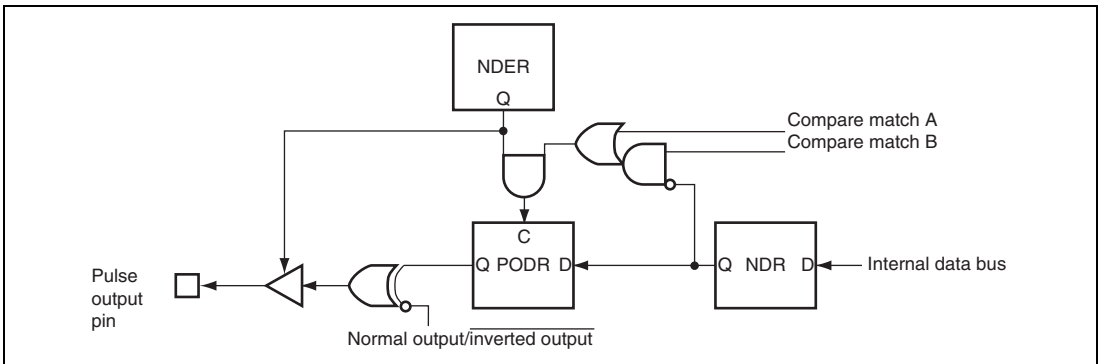 NDER
Q
Compare match A
Compare match B
C
Q PODR D
Q NDR D
Internal data bus
Pulse
output
pin
Normal output/inverted output